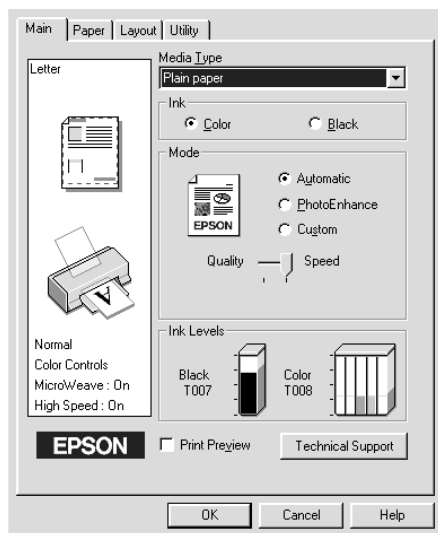 Main Paper Layout Utility
Letter
Media Type
Plain paper
Ink
Color Black
Mode
EPSON
Automatic
PhotoEnhance
Custom
Quality Speed
A
Normal
Color Controls
MicroWeave : On
High Speed : On
Ink Levels
Black
T007
Color
T008
EPSON
Print Preview
Technical Support
OK Cancel Help